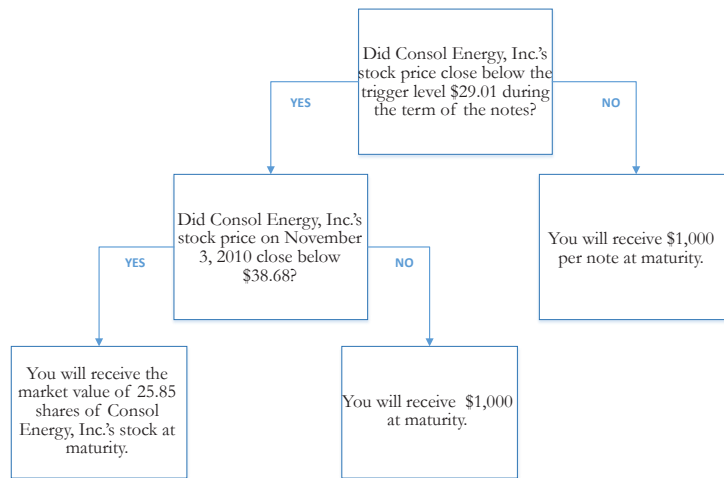 Did Consol Energy, Inc.'s
stock price close below the
trigger level $29.01 during
the term of the notes?
YES
NO
Did Consol Energy, Inc.'s
stock price on November
3, 2010 close below
$38.68?
You will receive $1,000
per note at maturity.
YES
NO
You will receive the
market value of 25.85
shares of Consol
Energy, Inc.'s stock at
maturity.
You will receive $1,000
at maturity.